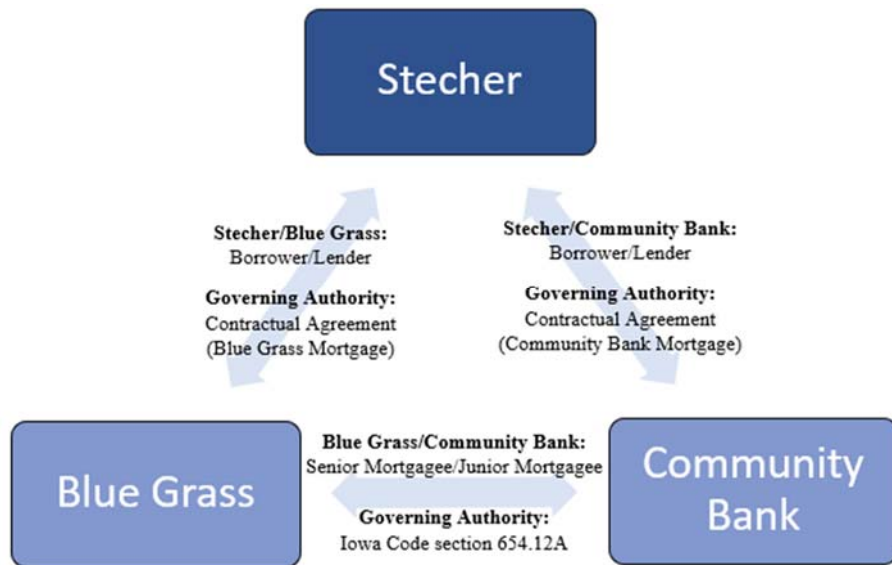 Stecher
Stecher/Blue Grass:
Borrower/Lender
Governing Authority:
Contractual Agreement
(Blue Grass Mortgage)
Stecher/Community Bank:
Borrower/Lender
Governing Authority:
Contractual Agreement
(Community Bank Mortgage)
Blue Grass
Blue Grass/Community Bank:
Senior Mortgagee/Junior Mortgagee
Governing Authority:
Iowa Code section 654.12A
Community
Bank